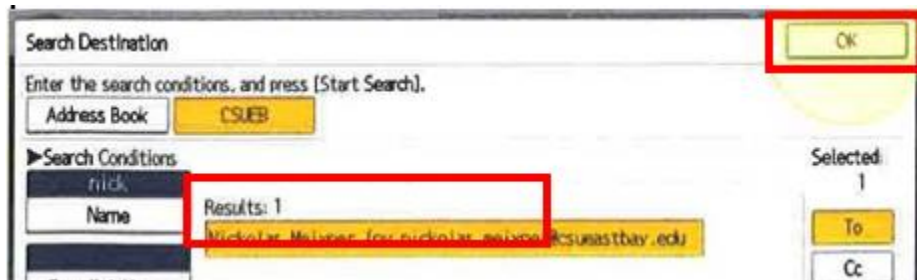 Search Destination
OK
Enter the search conditions, and press [Start Search].
Address Book
CSUEB
►Search Conditions
nick
Name
Results: 1
Selected:
1
To
Cc